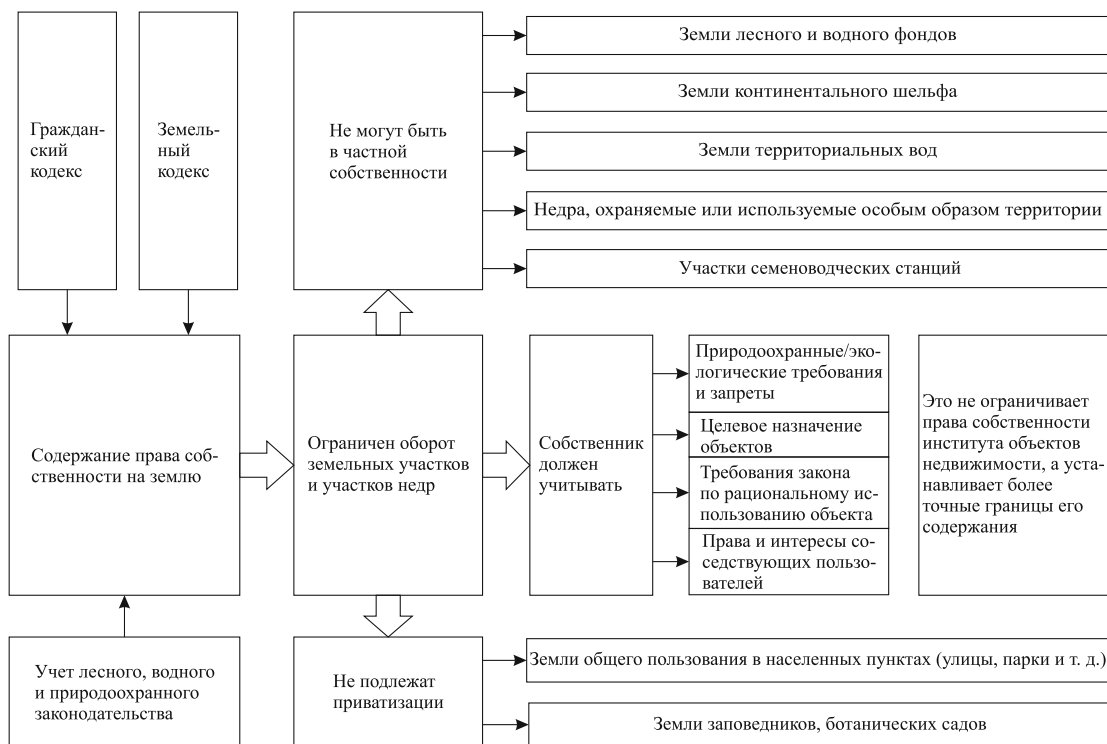 Граждан-
ский
кодекс
Земель-
ный
кодекс
Не могут быть
в частной
собственности
Земли лесного и водного фондов
Земли континентального шельфа
Земли территориальных вод
Недра, охраняемые или используемые особым образом территории
Участки семеноводческих станций
Содержание права соб-
ственности на землю
Ограничен оборот
земельных участков
и участков недр
Собственник
должен
учитывать
Природоохранные/эко-
логические требования
и запреты
Целевое назначение
объектов
Требования закона
по рациональному ис-
пользованию объекта
Права и интересы со-
седствующих пользо-
вателей
Это не ограничивает
права собственности
института объектов
недвижимости, а уста-
навливает более
точные границы его
содержания
Учет лесного, водного
и природоохранного
законодательства
Не подлежат
приватизации
Земли общего пользования в населенных пунктах (улицы, парки и т. д.)
Земли заповедников, ботанических садов